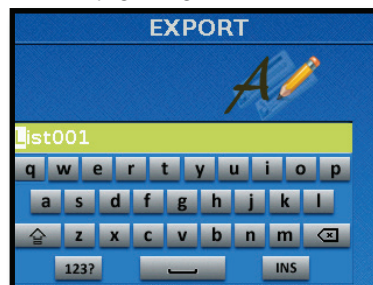 EXPORT
List001
q w e r t y u i o p
a s d f g h j k l
z x c v b n m
123? INS